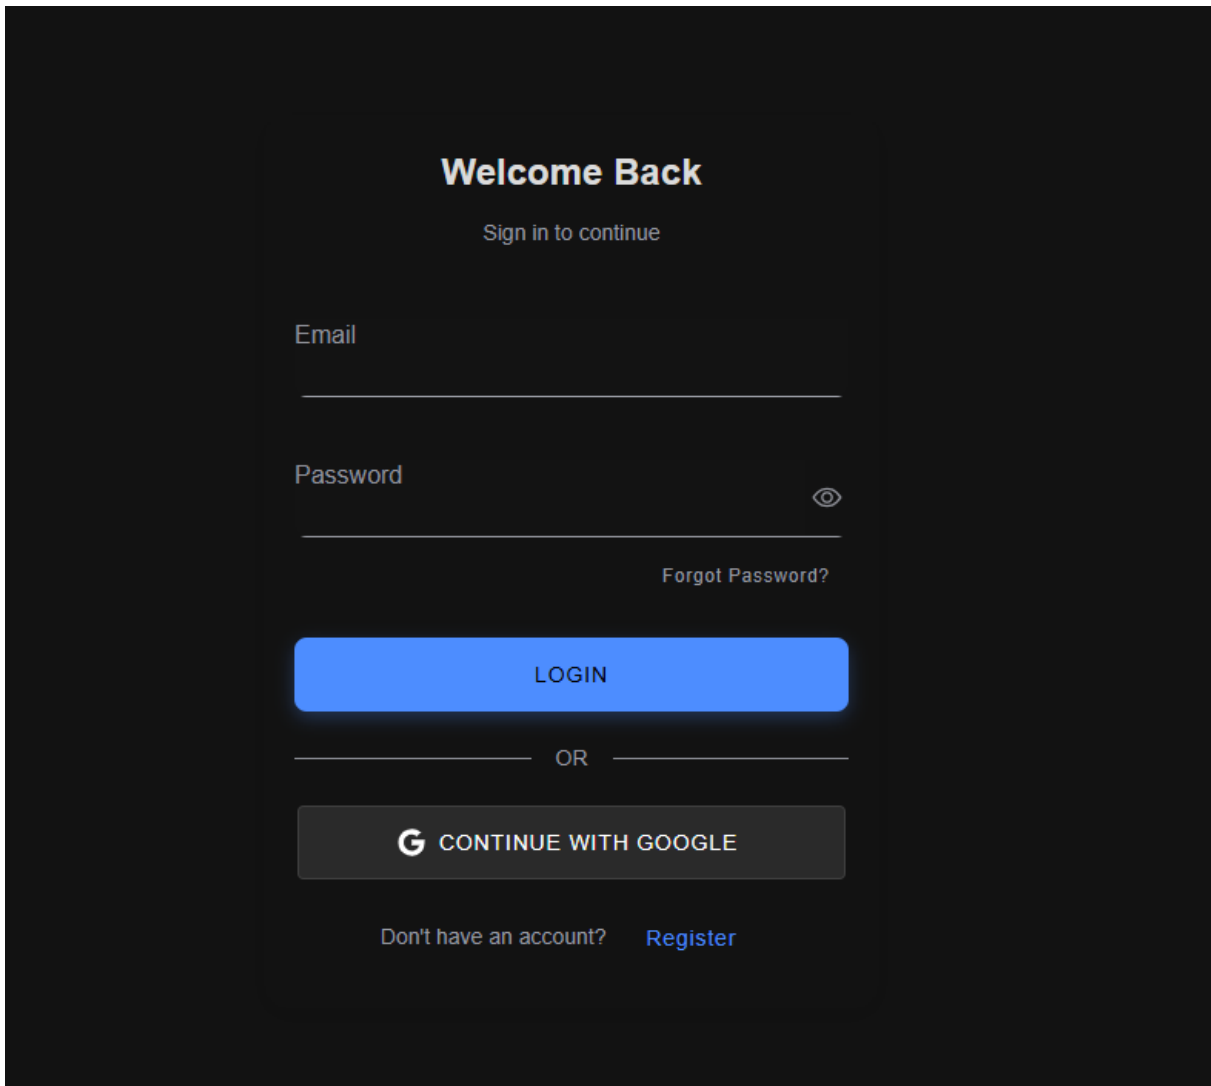 Welcome Back
Sign in to continue
Email
Password
Forgot Password?
LOGIN
OR
CONTINUE WITH GOOGLE
Don't have an account? Register